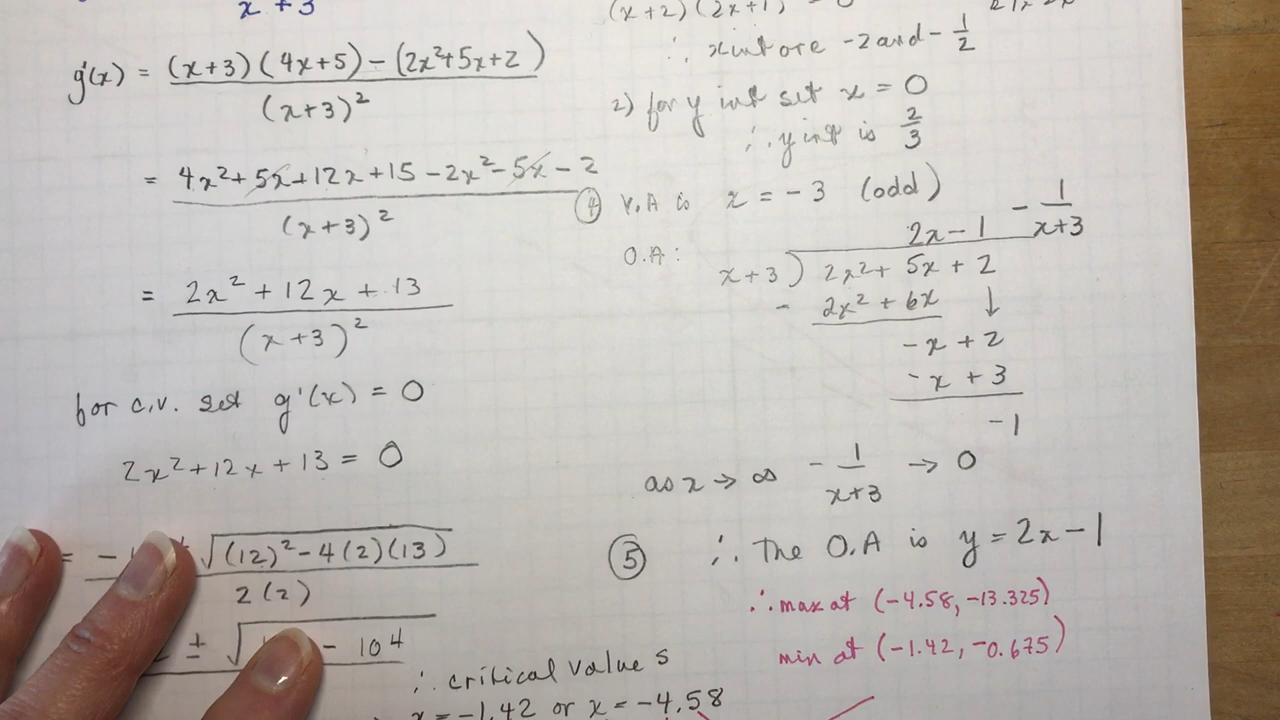 x + 3
g'(x) = (x+3)(4x+5) - (2x²+5x+2)
(x+3)²
= 4x² + 5x + 12x + 15 - 2x² - 5x - 2
(x+3)²
= 2x² + 12x + 13
(x+3)²
for c.v. set g'(x) = 0
2x² + 12x + 13 = 0
= - ± √(12)² - 4(2)(13)
2(2)
± √ - 104
∴ critical values
x = -1.42 or x = -4.58
(x+2)(2x+1) = 0
∴ x int are -2 and -1/2
2) for y int set x = 0
∴ y int is 2/3
④ V.A is x = -3 (odd)
O.A:
2x - 1 - 1/(x+3)
x+3 ) 2x² + 5x + 2
- 2x² + 6x ↓
-x + 2
-x + 3
-1
as x → ∞ - 1/(x+3) → 0
⑤ ∴ The O.A is y = 2x - 1
∴ max at (-4.58, -13.325)
min at (-1.42, -0.675)